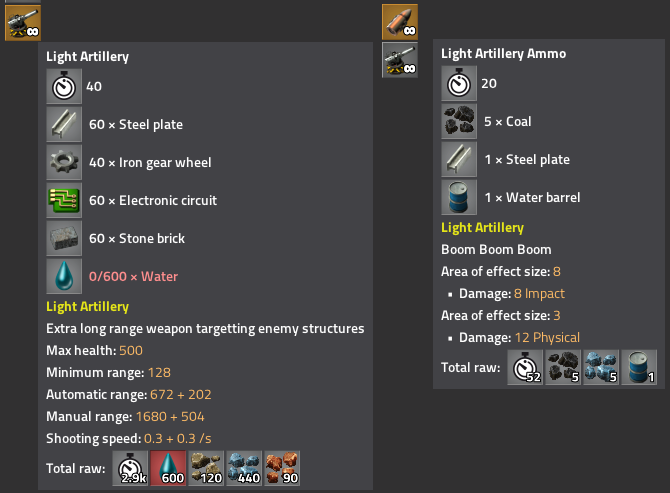 ∞
Light Artillery
40
60 × Steel plate
40 × Iron gear wheel
60 × Electronic circuit
60 × Stone brick
0/600 × Water
Light Artillery
Extra long range weapon targetting enemy structures
Max health: 500
Minimum range: 128
Automatic range: 672 + 202
Manual range: 1680 + 504
Shooting speed: 0.3 + 0.3 /s
Total raw: 2.9k 600 120 440 90
∞
∞
Light Artillery Ammo
20
5 × Coal
1 × Steel plate
1 × Water barrel
Light Artillery
Boom Boom Boom
Area of effect size: 8
▪ Damage: 8 Impact
Area of effect size: 3
▪ Damage: 12 Physical
Total raw: 52 5 5 1